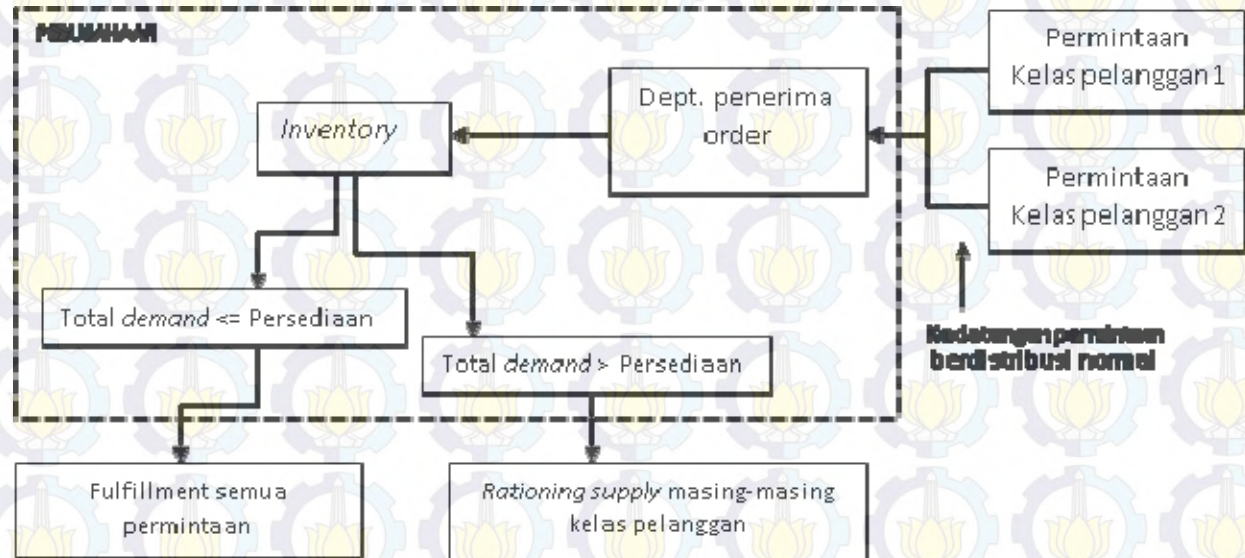 PERUSAHAAN
Permintaan
Kelas pelanggan 1
Dept. penerima
order
Inventory
Permintaan
Kelas pelanggan 2
Total demand <= Persediaan
Total demand > Persediaan
Kedatangan permintaan
berdistribusi normal
Fulfillment semua
permintaan
Rationing supply masing-masing
kelas pelanggan